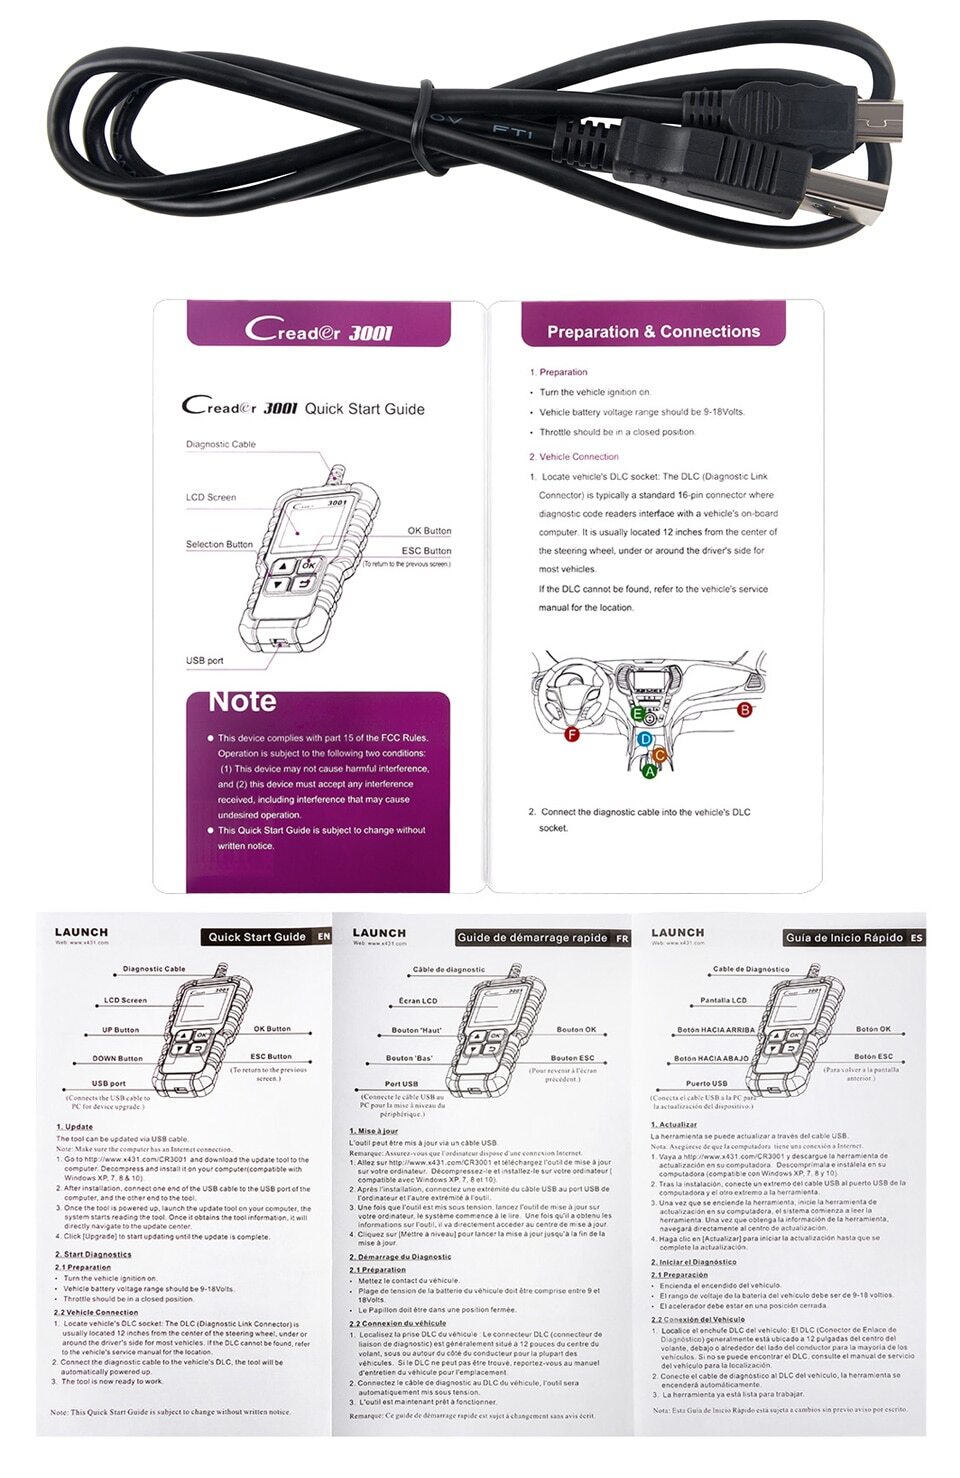 0V FT1
Creader 3001
Creader 3001 Quick Start Guide
Diagnostic Cable
LCD Screen
Creader 3001
OK Button
Selection Button
ESC Button
(To return to the previous screen.)
OK
USB port
Note
● This device complies with part 15 of the FCC Rules.
Operation is subject to the following two conditions:
(1) This device may not cause harmful interference,
and (2) this device must accept any interference
received, including interference that may cause
undesired operation.
● This Quick Start Guide is subject to change without
written notice.
Preparation & Connections
1. Preparation
• Turn the vehicle ignition on.
• Vehicle battery voltage range should be 9-18Volts.
• Throttle should be in a closed position.
2. Vehicle Connection
1. Locate vehicle's DLC socket: The DLC (Diagnostic Link
Connector) is typically a standard 16-pin connector where
diagnostic code readers interface with a vehicle's on-board
computer. It is usually located 12 inches from the center of
the steering wheel, under or around the driver's side for
most vehicles.
If the DLC cannot be found, refer to the vehicle's service
manual for the location.
E
B
F
D
C
A
2. Connect the diagnostic cable into the vehicle's DLC
socket.
LAUNCH
Web: www.x431.com
Quick Start Guide EN
Diagnostic Cable
LCD Screen
3001
UP Button
OK Button
OK
DOWN Button
ESC Button
(To return to the previous
screen.)
USB port
(Connects the USB cable to
PC for device upgrade.)
1. Update
The tool can be updated via USB cable.
Note: Make sure the computer has an Internet connection.
1. Go to http://www.x431.com/CR3001 and download the update tool to the
computer. Decompress and install it on your computer(compatible with
Windows XP, 7, 8 & 10).
2. After installation, connect one end of the USB cable to the USB port of the
computer, and the other end to the tool.
3. Once the tool is powered up, launch the update tool on your computer, the
system starts reading the tool. Once it obtains the tool information, it will
directly navigate to the update center.
4. Click [Upgrade] to start updating until the update is complete.
2. Start Diagnostics
2.1 Preparation
• Turn the vehicle ignition on.
• Vehicle battery voltage range should be 9-18Volts.
• Throttle should be in a closed position.
2.2 Vehicle Connection
1. Locate vehicle's DLC socket: The DLC (Diagnostic Link Connector) is
usually located 12 inches from the center of the steering wheel, under or
around the driver's side for most vehicles. If the DLC cannot be found, refer
to the vehicle's service manual for the location.
2. Connect the diagnostic cable to the vehicle's DLC, the tool will be
automatically powered up.
3. The tool is now ready to work.
Note: This Quick Start Guide is subject to change without written notice.
LAUNCH
Web: www.x431.com
Guide de démarrage rapide FR
Câble de diagnostic
Écran LCD
3001
Bouton "Haut"
Bouton OK
OK
Bouton 'Bas'
Bouton ESC
(Pour revenir à l'écran
précédent.)
Port USB
(Connecte le câble USB au
PC pour la mise à niveau du
périphérique.)
1. Mise à jour
L'outil peut être mis à jour via un câble USB.
Remarque: Assurez-vous que l'ordinateur dispose d'une connexion Internet.
1. Allez sur http://www.x431.com/CR3001 et téléchargez l'outil de mise à jour
sur votre ordinateur. Décompressez-le et installez-le sur votre ordinateur (
compatible avec Windows XP, 7, 8 et 10).
2. Après l'installation, connectez une extrémité du câble USB au port USB de
l'ordinateur et l'autre extrémité à l'outil.
3. Une fois que l'outil est mis sous tension, lancez l'outil de mise à jour sur
votre ordinateur, le système commence à le lire. Une fois qu'il a obtenu les
informations sur l'outil, il va directement accéder au centre de mise à jour.
4. Cliquez sur [Mettre à niveau] pour lancer la mise à jour jusqu'à la fin de la
mise à jour.
2. Démarrage du Diagnostic
2.1 Préparation
• Mettez le contact du véhicule.
• Plage de tension de la batterie du véhicule doit être comprise entre 9 et
18Volts.
• Le Papillon doit être dans une position fermée.
2.2 Connexion du véhicule
1. Localisez la prise DLC du véhicule : Le connecteur DLC (connecteur de
liaison de diagnostic) est généralement situé à 12 pouces du centre du
volant, sous ou autour du côté du conducteur pour la plupart des
véhicules. Si le DLC ne peut pas être trouvé, reportez-vous au manuel
d'entretien du véhicule pour l'emplacement.
2. Connectez le câble de diagnostic au DLC du véhicule, l'outil sera
automatiquement mis sous tension.
3. L'outil est maintenant prêt à fonctionner.
Remarque: Ce guide de démarrage rapide est sujet à changement sans avis écrit.
LAUNCH
Web: www.x431.com
Guía de Inicio Rápido ES
Cable de Diagnóstico
Pantalla LCD
3001
Botón HACIA ARRIBA
Botón OK
OK
Botón HACIA ABAJO
Botón ESC
(Para volver a la pantalla
anterior.)
Puerto USB
(Conecta el cable USB a la PC para
la actualización del dispositivo.)
1. Actualizar
La herramienta se puede actualizar a través del cable USB.
Nota: Asegúrese de que la computadora tiene una conexión a Internet.
1. Vaya a http://www.x431.com/CR3001 y descargue la herramienta de
actualización en su computadora. Descomprímala e instálela en su
computadora (compatible con Windows XP, 7, 8 y 10).
2. Tras la instalación, conecte un extremo del cable USB al puerto USB de la
computadora y el otro extremo a la herramienta.
3. Una vez que se encienda la herramienta, inicie la herramienta de
actualización en su computadora, el sistema comienza a leer la
herramienta. Una vez que obtenga la información de la herramienta,
navegará directamente al centro de actualización.
4. Haga clic en [Actualizar] para iniciar la actualización hasta que se
complete la actualización.
2. Iniciar el Diagnóstico
2.1 Preparación
• Encienda el encendido del vehículo.
• El rango de voltaje de la batería del vehículo debe ser de 9-18 voltios.
• El acelerador debe estar en una posición cerrada.
2.2 Conexión del Vehículo
1. Localice el enchufe DLC del vehículo: El DLC (Conector de Enlace de
Diagnóstico) generalmente está ubicado a 12 pulgadas del centro del
volante, debajo o alrededor del lado del conductor para la mayoría de los
vehículos. Si no se puede encontrar el DLC, consulte el manual de servicio
del vehículo para la localización.
2. Conecte el cable de diagnóstico al DLC del vehículo, la herramienta se
encenderá automáticamente.
3. La herramienta ya está lista para trabajar.
Nota: Esta Guía de Inicio Rápido está sujeta a cambios sin previo aviso por escrito.